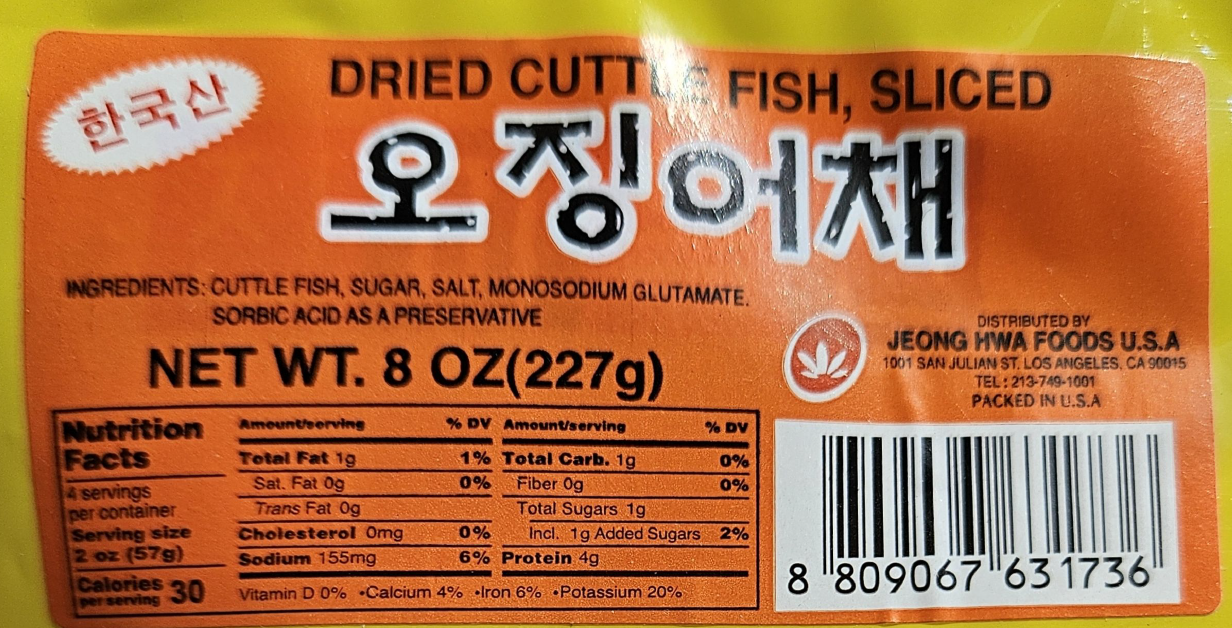 한국산
DRIED CUTTLE FISH, SLICED
오징어채
INGREDIENTS: CUTTLE FISH, SUGAR, SALT, MONOSODIUM GLUTAMATE.
SORBIC ACID AS A PRESERVATIVE
NET WT. 8 OZ(227g)
DISTRIBUTED BY
JEONG HWA FOODS U.S.A
1001 SAN JULIAN ST. LOS ANGELES, CA 90015
TEL : 213-749-1001
PACKED IN U.S.A
Nutrition
Facts
4 servings
per container
Serving size
2 oz (57g)
Calories 30
per serving
Amount/serving % DV
Total Fat 1g 1%
Sat. Fat 0g 0%
Trans Fat 0g
Cholesterol 0mg 0%
Sodium 155mg 6%
Amount/serving % DV
Total Carb. 1g 0%
Fiber 0g 0%
Total Sugars 1g
Incl. 1g Added Sugars 2%
Protein 4g
Vitamin D 0% •Calcium 4% •Iron 6% •Potassium 20%
8 809067 631736